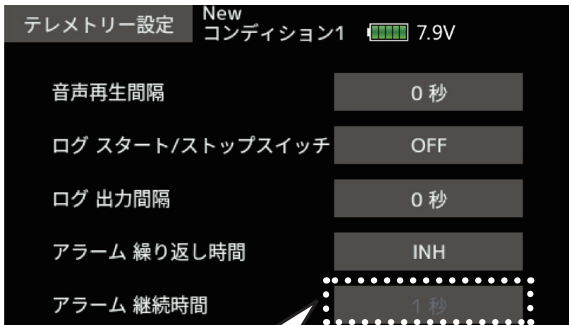 テレメトリー設定
New
コンディション1 7.9V
音声再生間隔 0 秒
ログ スタート/ストップスイッチ OFF
ログ 出力間隔 0 秒
アラーム 繰り返し時間 INH
アラーム 継続時間 1 秒